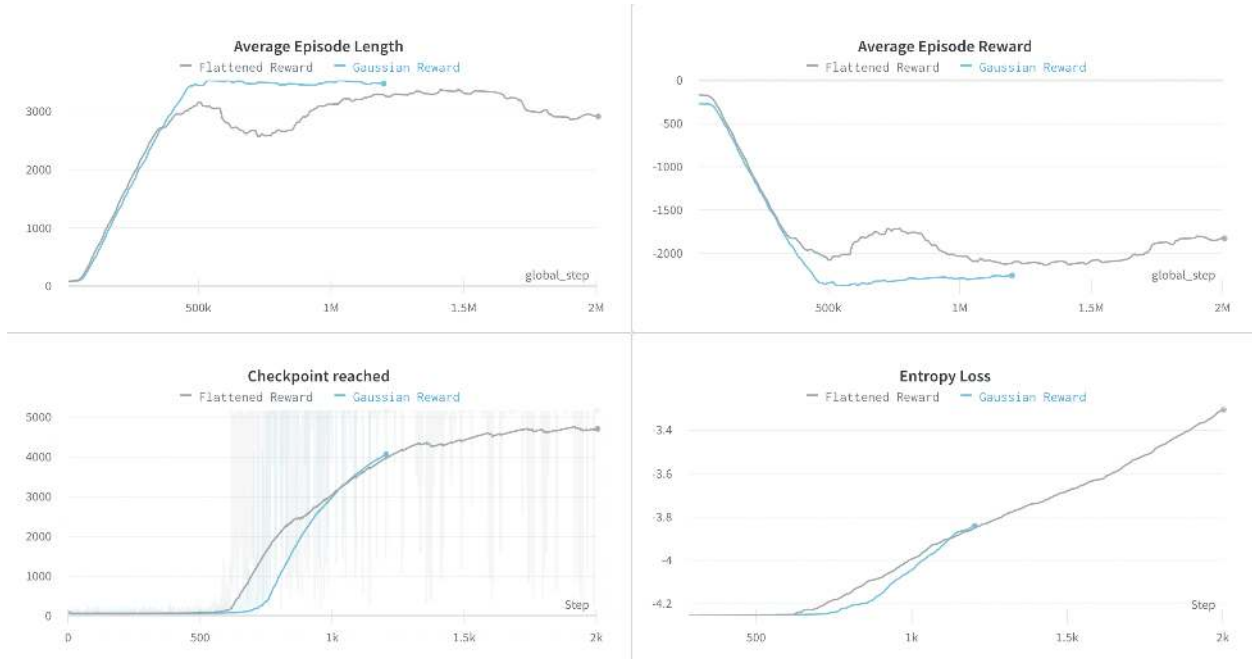 Average Episode Length
Flattened Reward Gaussian Reward
3000
2000
1000
0
global_step
500k 1M 1.5M 2M
Average Episode Reward
Flattened Reward Gaussian Reward
0
500
-1000
-1500
-2000
global_step
500k 1M 1.5M 2M
Checkpoint reached
Flattened Reward Gaussian Reward
5000
4000
3000
2000
1000
0
Step
0 500 1k 1.5k 2k
Entropy Loss
Flattened Reward Gaussian Reward
3.4
-3.6
-3.8
-4
-4.2
Step
500 1k 1.5k 2k